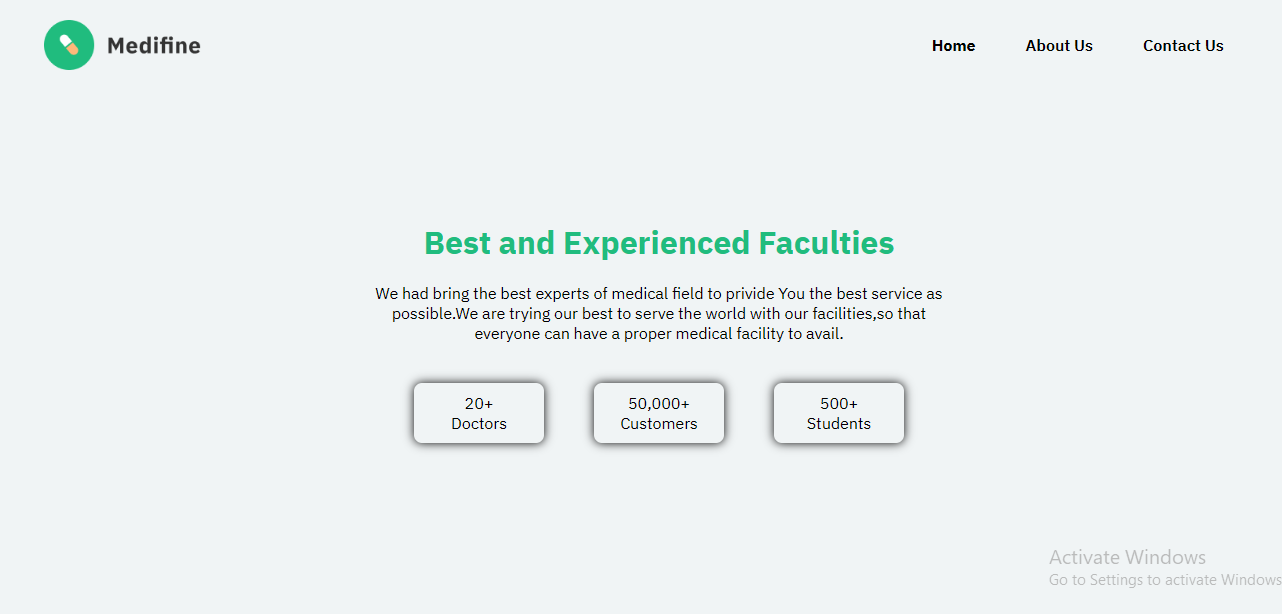 Medifine
Home About Us Contact Us
Best and Experienced Faculties
We had bring the best experts of medical field to privide You the best service as
possible.We are trying our best to serve the world with our facilities,so that
everyone can have a proper medical facility to avail.
20+
Doctors
50,000+
Customers
500+
Students
Activate Windows
Go to Settings to activate Windows